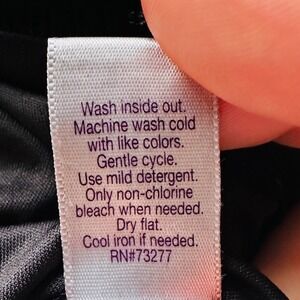 Wash inside out.
Machine wash cold
with like colors.
Gentle cycle.
Use mild detergent.
Only non-chlorine
bleach when needed.
Dry flat.
Cool iron if needed.
RN#73277